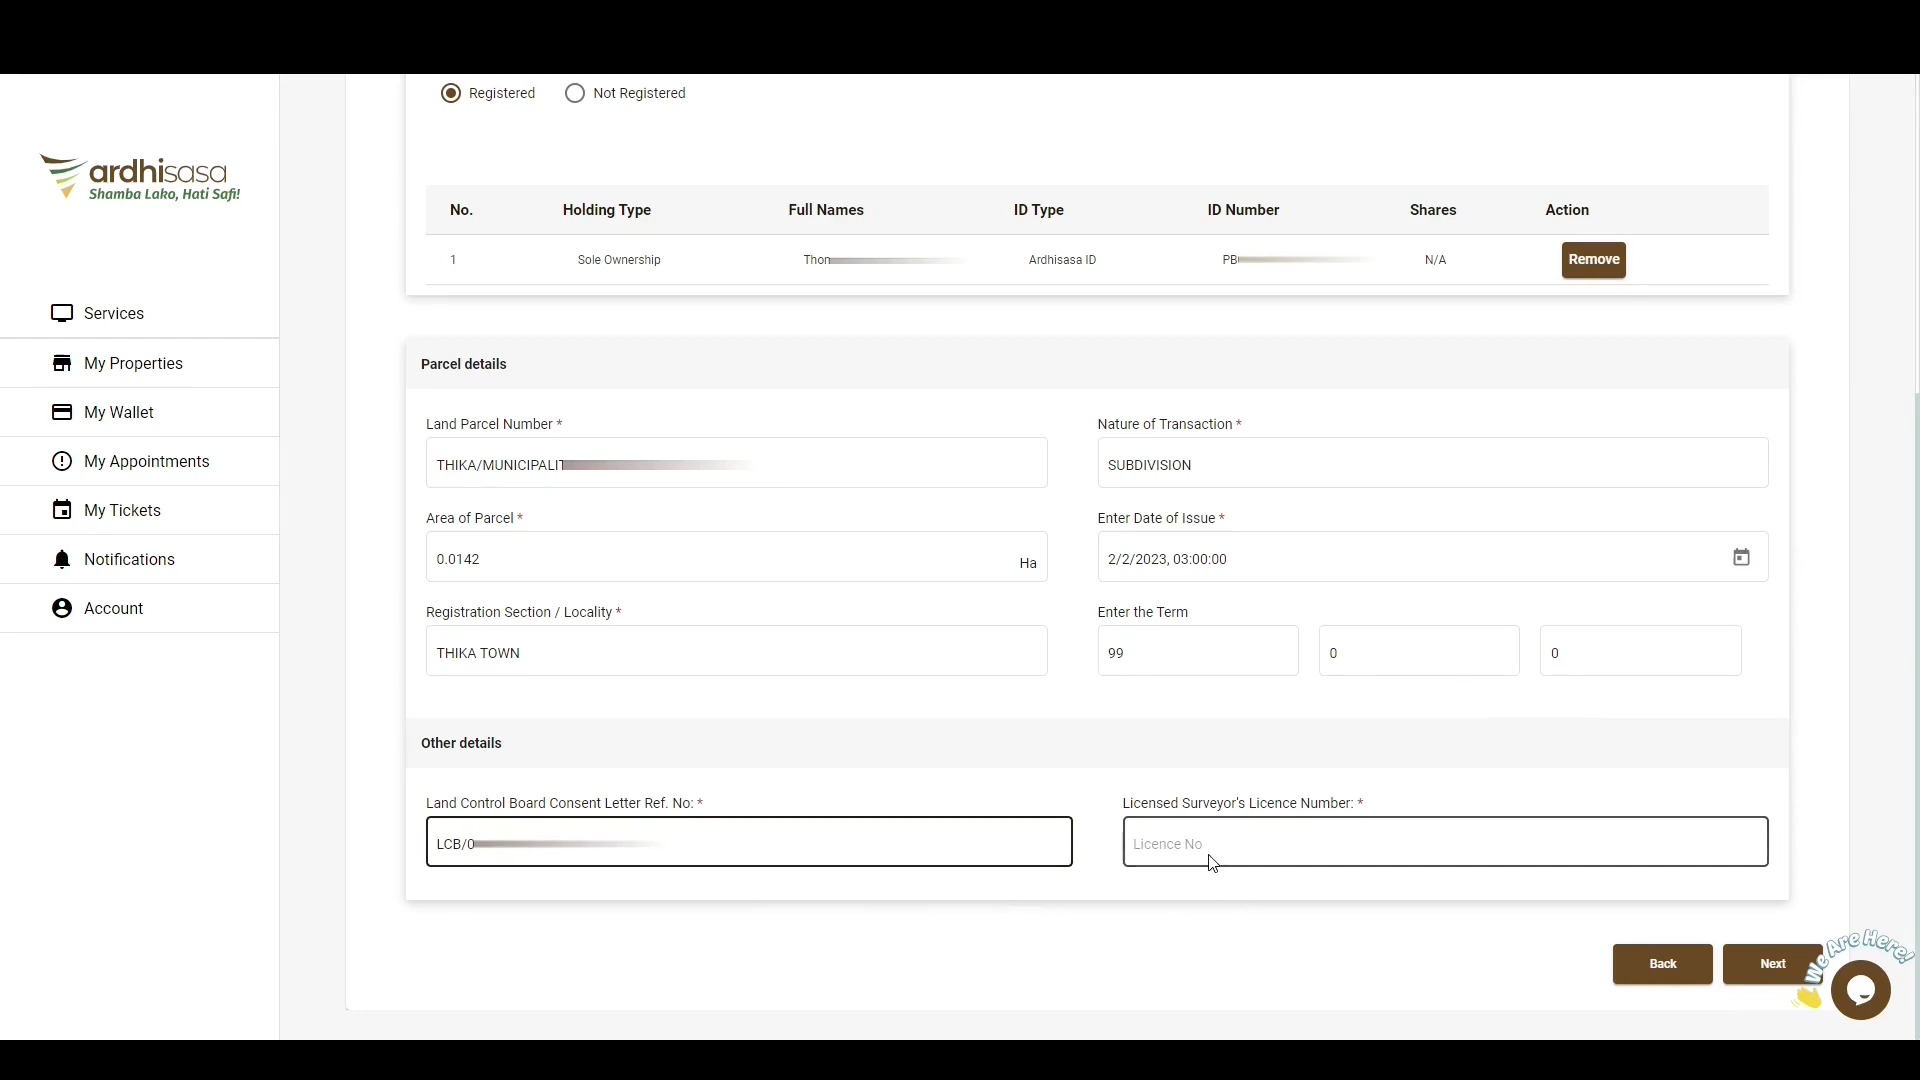 Registered Not Registered
ardhisasa
Shamba Lako, Hati Safi!
No. Holding Type Full Names ID Type ID Number Shares Action
1 Sole Ownership Thom Ardhisasa ID PB N/A Remove
Services
My Properties
My Wallet
My Appointments
My Tickets
Notifications
Account
Parcel details
Land Parcel Number * Nature of Transaction *
THIKA/MUNICIPALIT SUBDIVISION
Area of Parcel * Enter Date of Issue *
0.0142 Ha 2/2/2023, 03:00:00
Registration Section / Locality * Enter the Term
THIKA TOWN 99 0 0
Other details
Land Control Board Consent Letter Ref. No: * Licensed Surveyor's Licence Number: *
LCB/0 Licence No
Back Next
We Are Here!